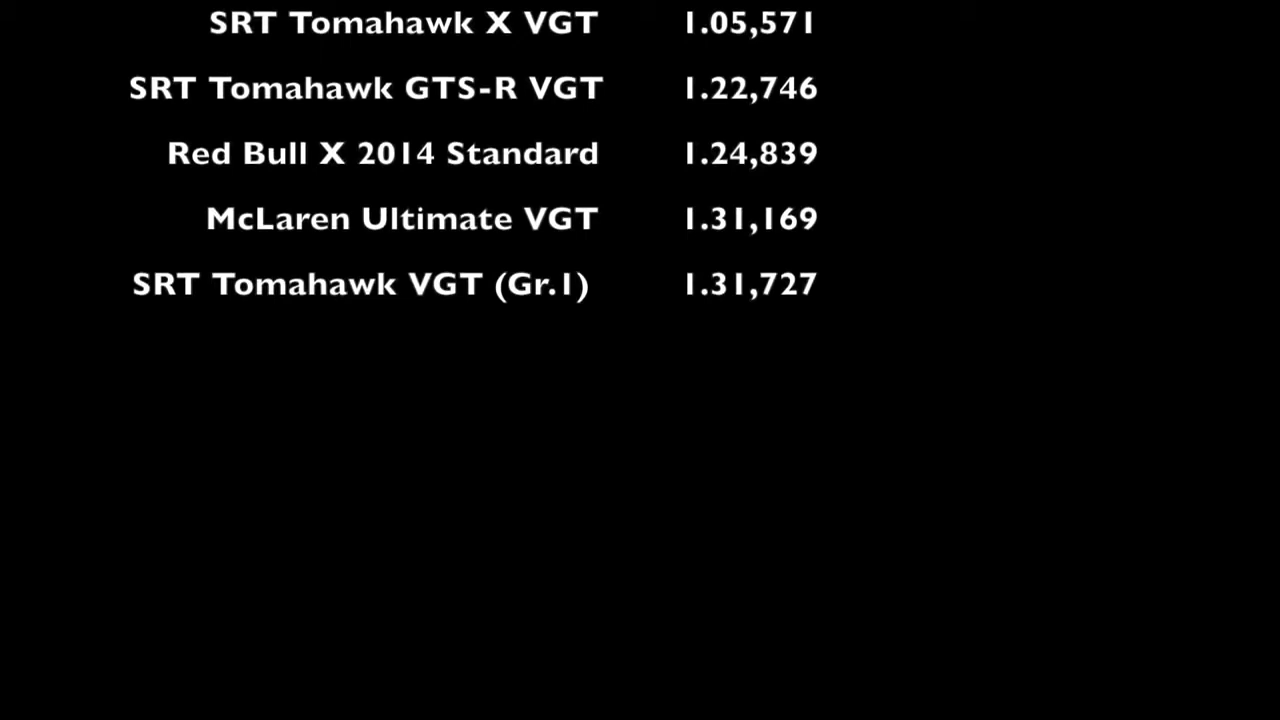 SRT Tomahawk X VGT 1.05,571
SRT Tomahawk GTS-R VGT 1.22,746
Red Bull X 2014 Standard 1.24,839
McLaren Ultimate VGT 1.31,169
SRT Tomahawk VGT (Gr.1) 1.31,727